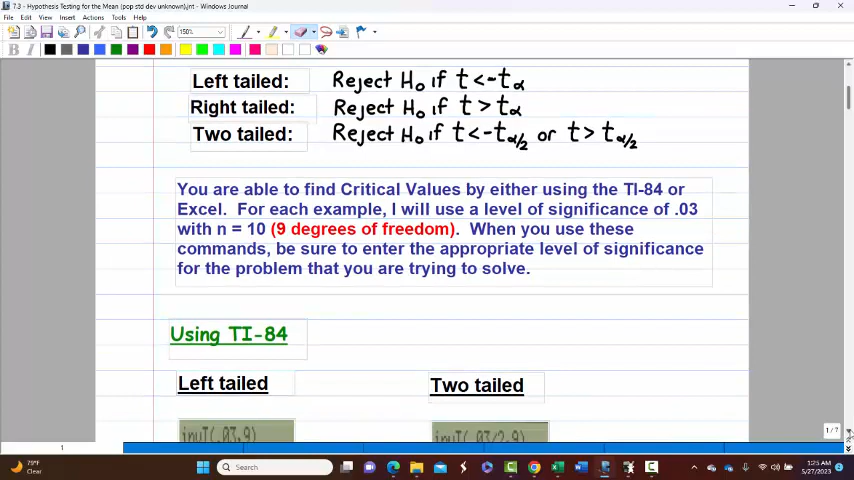 7.3 - Hypothesis Testing for the Mean (pop std dev unknown).jnt - Windows Journal
File Edit View Insert Actions Tools Help
150%
B I
Left tailed: Reject H₀ if t < -tα
Right tailed: Reject H₀ if t > tα
Two tailed: Reject H₀ if t < -tα/2 or t > tα/2
You are able to find Critical Values by either using the TI-84 or
Excel. For each example, I will use a level of significance of .03
with n = 10 (9 degrees of freedom). When you use these
commands, be sure to enter the appropriate level of significance
for the problem that you are trying to solve.
Using TI-84
Left tailed Two tailed
invT(.03,9) invT(.03/2,9)
1 / 7
1
79°F
Clear
Search
1:25 AM
5/27/2023